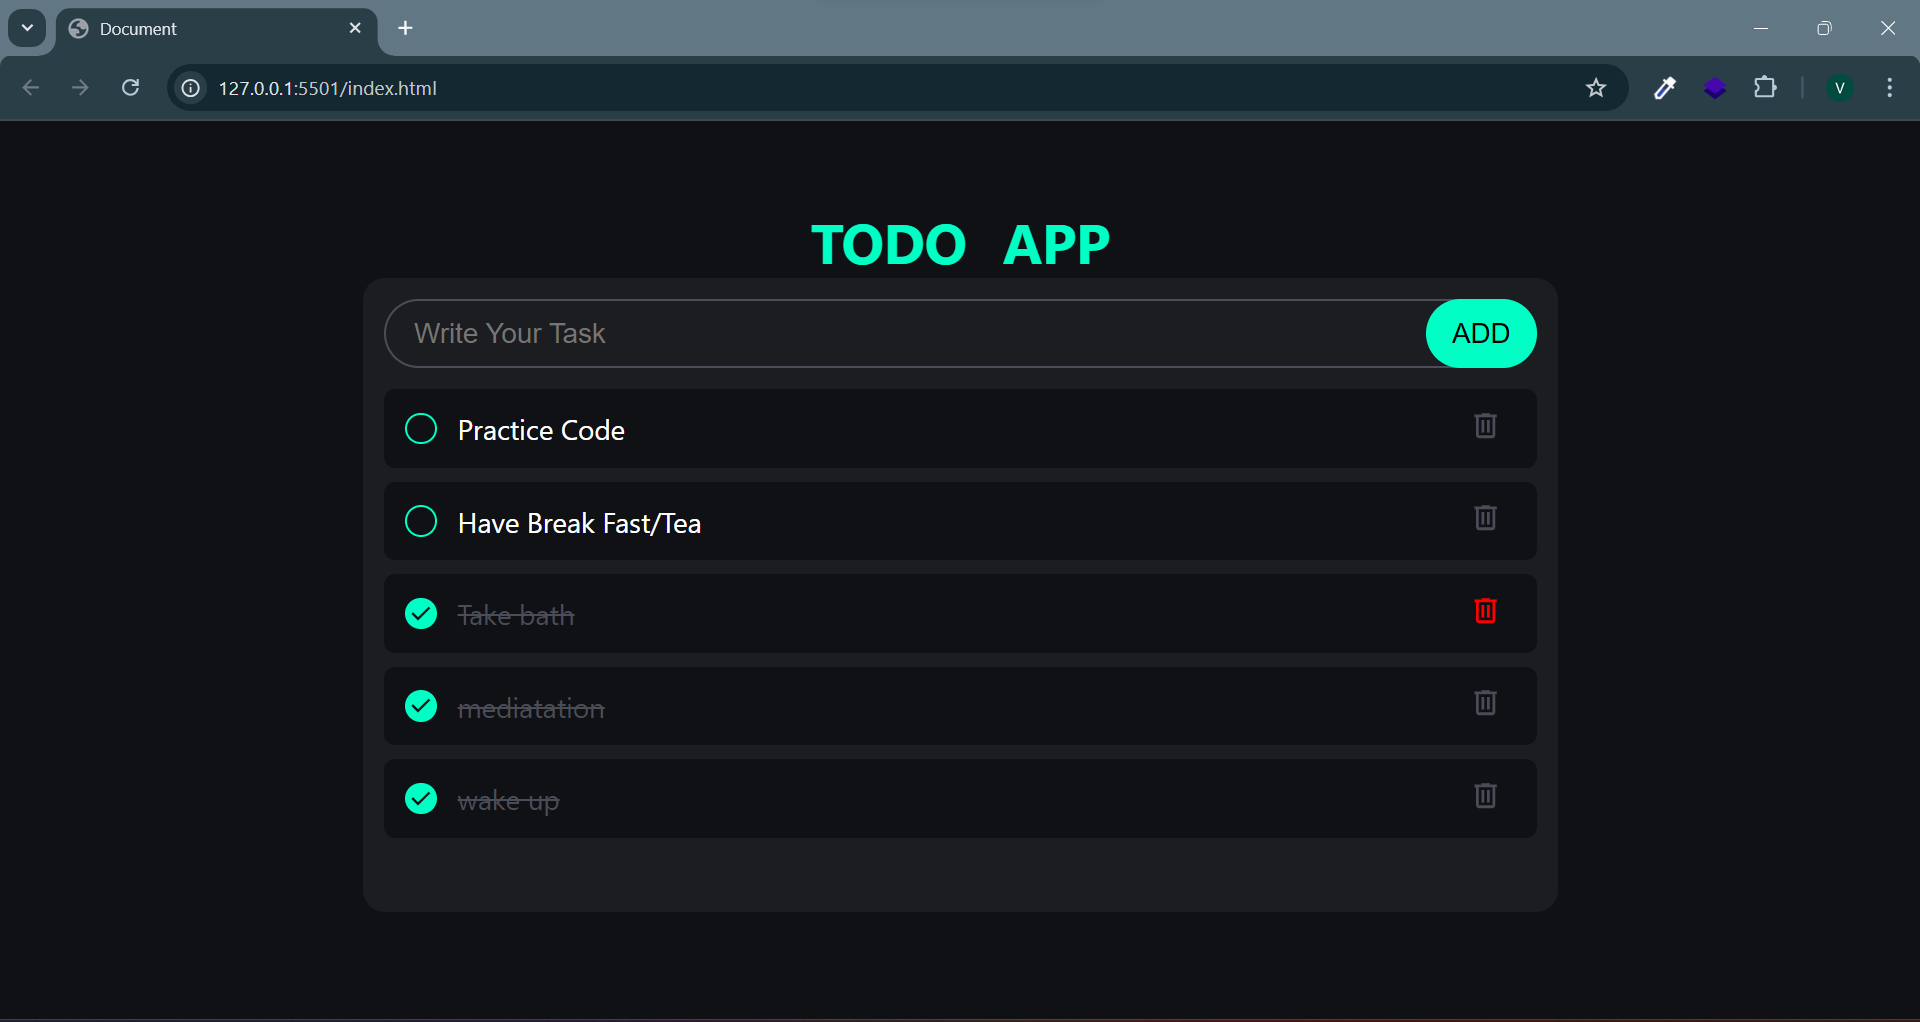 Document
127.0.0.1:5501/index.html
V
TODO APP
Write Your Task
ADD
Practice Code
Have Break Fast/Tea
Take bath
mediatation
wake up